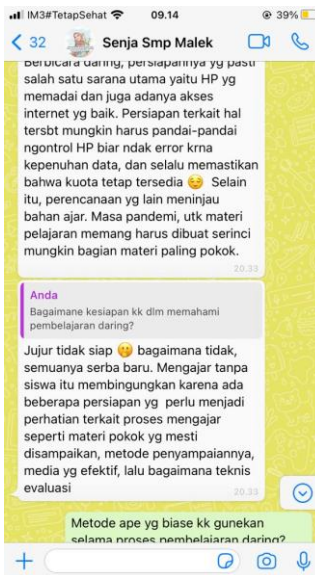 IM3#TetapSehat 09.14 39%
32 Senja Smp Malek
Berbicara daring, persiapannya yg pasti
salah satu sarana utama yaitu HP yg
memadai dan juga adanya akses
internet yg baik. Persiapan terkait hal
tersbt mungkin harus pandai-pandai
ngontrol HP biar ndak error krna
kepenuhan data, dan selalu memastikan
bahwa kuota tetap tersedia 😌 Selain
itu, perencanaan yg lain meninjau
bahan ajar. Masa pandemi, utk materi
pelajaran memang harus dibuat serinci
mungkin bagian materi paling pokok.
20.33
Anda
Bagaimane kesiapan kk dlm memahami
pembelajaran daring?
Jujur tidak siap 🤭 bagaimana tidak,
semuanya serba baru. Mengajar tanpa
siswa itu membingungkan karena ada
beberapa persiapan yg perlu menjadi
perhatian terkait proses mengajar
seperti materi pokok yg mesti
disampaikan, metode penyampaiannya,
media yg efektif, lalu bagaimana teknis
evaluasi
20.33
Metode ape yg biase kk gunekan
selama proses pembelajaran daring?